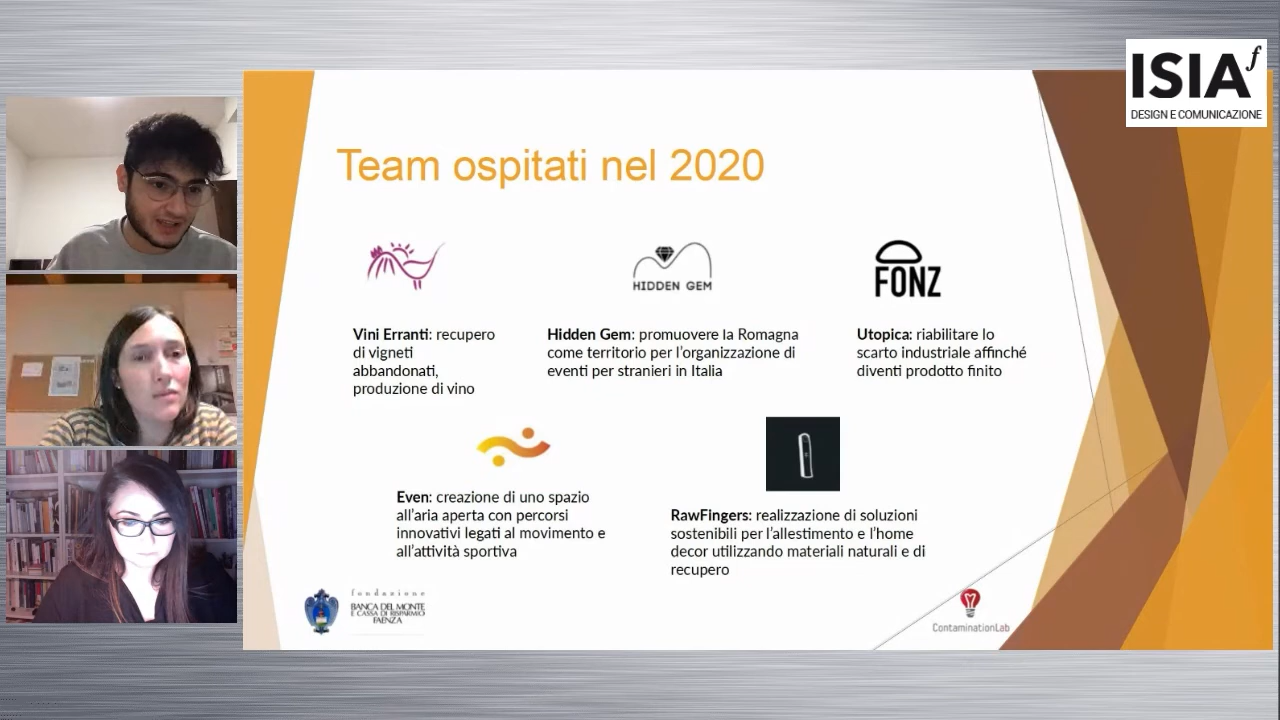 ISIA f
DESIGN E COMUNICAZIONE
Team ospitati nel 2020
HIDDEN GEM
FONZ
Vini Erranti: recupero
di vigneti
abbandonati,
produzione di vino
Hidden Gem: promuovere la Romagna
come territorio per l'organizzazione di
eventi per stranieri in Italia
Utopica: riabilitare lo
scarto industriale affinché
diventi prodotto finito
Even: creazione di uno spazio
all'aria aperta con percorsi
innovativi legati al movimento e
all'attività sportiva
RawFingers: realizzazione di soluzioni
sostenibili per l'allestimento e l'home
decor utilizzando materiali naturali e di
recupero
fondazione
BANCA DEL MONTE
E CASSA DI RISPARMIO
FAENZA
ContaminationLab